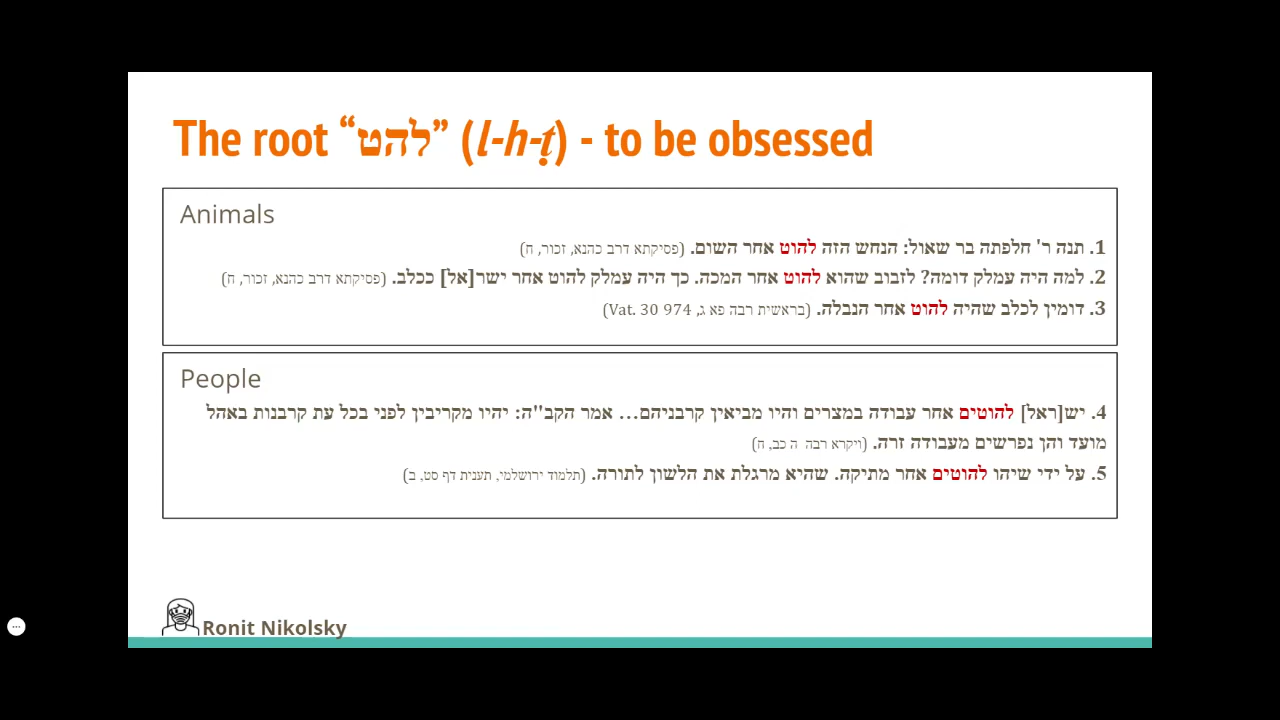 The root “להט” (l-h-ṭ) - to be obsessed
Animals
1. תנה ר' חלפתה בר שאול: הנחש הזה להוט אחר השום. (פסיקתא דרב כהנא, זכור, ח)
2. למה היה עמלק דומה? לזבוב שהוא להוט אחר המכה. כך היה עמלק להוט אחר ישר[אל] ככלב. (פסיקתא דרב כהנא, זכור, ח)
3. דומין לכלב שהיה להוט אחר הנבלה. (בראשית רבה פא ג, Vat. 30 974)
People
4. יש[ראל] להוטים אחר עבודה במצרים והיו מביאין קרבניהם... אמר הקב"ה: יהיו מקריבין לפני בכל עת קרבנות באהל
מועד והן נפרשים מעבודה זרה. (ויקרא רבה ה כב, ח)
5. על ידי שיהו להוטים אחר מתיקה. שהיא מרגלת את הלשון לתורה. (תלמוד ירושלמי, תענית דף סט, ב)
Ronit Nikolsky